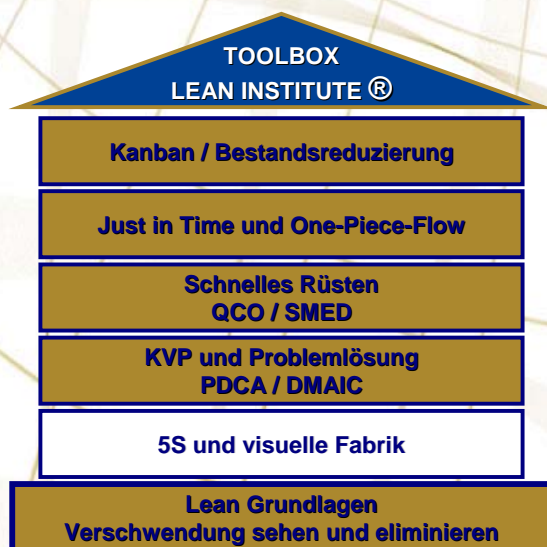 TOOLBOX
LEAN INSTITUTE ®
Kanban / Bestandsreduzierung
Just in Time und One-Piece-Flow
Schnelles Rüsten
QCO / SMED
KVP und Problemlösung
PDCA / DMAIC
5S und visuelle Fabrik
Lean Grundlagen
Verschwendung sehen und eliminieren